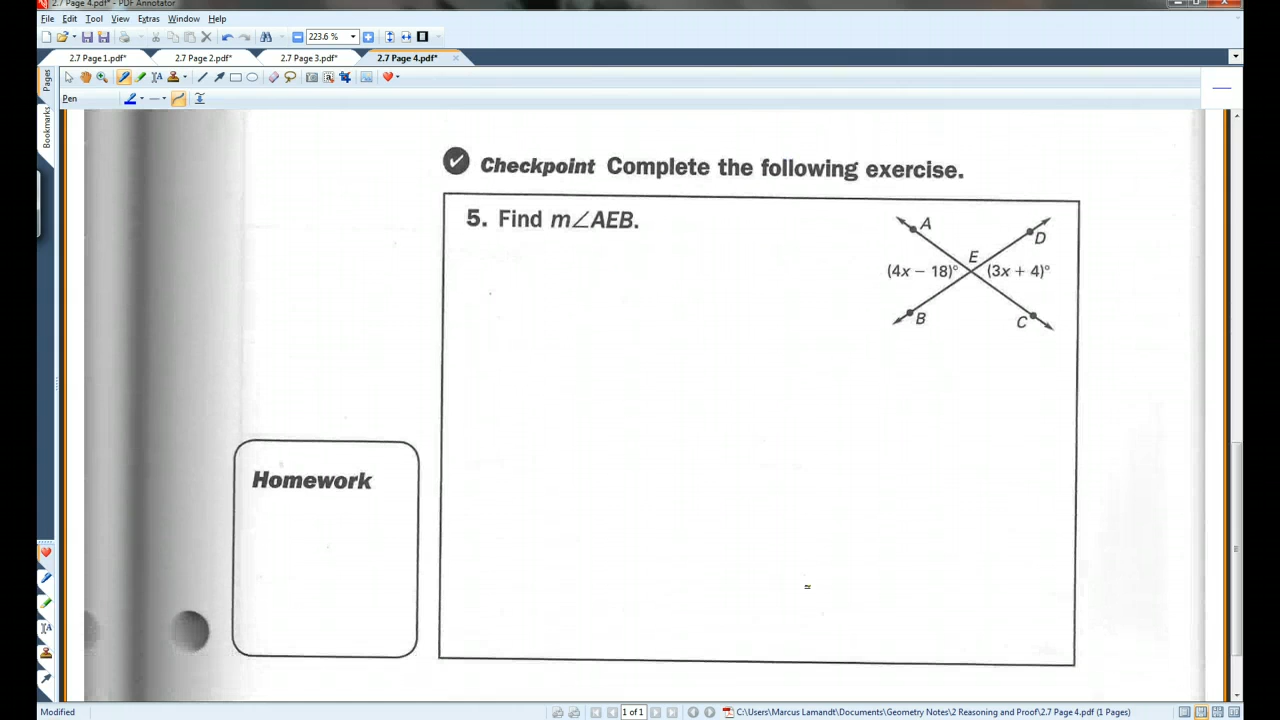 2.7 Page 4.pdf* - PDF Annotator
File Edit Tool View Extras Window Help
223.6 %
2.7 Page 1.pdf* 2.7 Page 2.pdf* 2.7 Page 3.pdf* 2.7 Page 4.pdf*
Pages
Bookmarks
Pen
Checkpoint Complete the following exercise.
5. Find m∠AEB.
A
D
E
(4x − 18)° (3x + 4)°
B
C
Homework
Modified
1 of 1
C:\Users\Marcus Lamandt\Documents\Geometry Notes\2 Reasoning and Proof\2.7 Page 4.pdf (1 Pages)